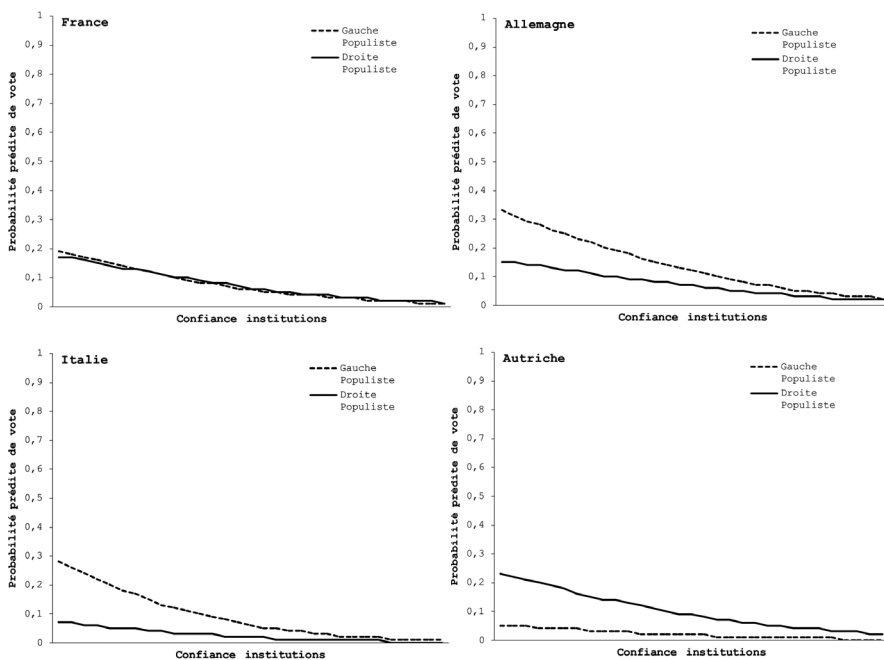 France
Gauche
Populiste
Droite
Populiste
Probabilité prédite de vote
1
0,9
0,8
0,7
0,6
0,5
0,4
0,3
0,2
0,1
0
Confiance institutions
Allemagne
Gauche
Populiste
Droite
Populiste
Probabilité prédite de vote
1
0,9
0,8
0,7
0,6
0,5
0,4
0,3
0,2
0,1
0
Confiance institutions
Italie
Gauche
Populiste
Droite
Populiste
Probabilité prédite de vote
1
0,9
0,8
0,7
0,6
0,5
0,4
0,3
0,2
0,1
0
Confiance institutions
Autriche
Gauche
Populiste
Droite
Populiste
Probabilité prédite de vote
1
0,9
0,8
0,7
0,6
0,5
0,4
0,3
0,2
0,1
0
Confiance institutions